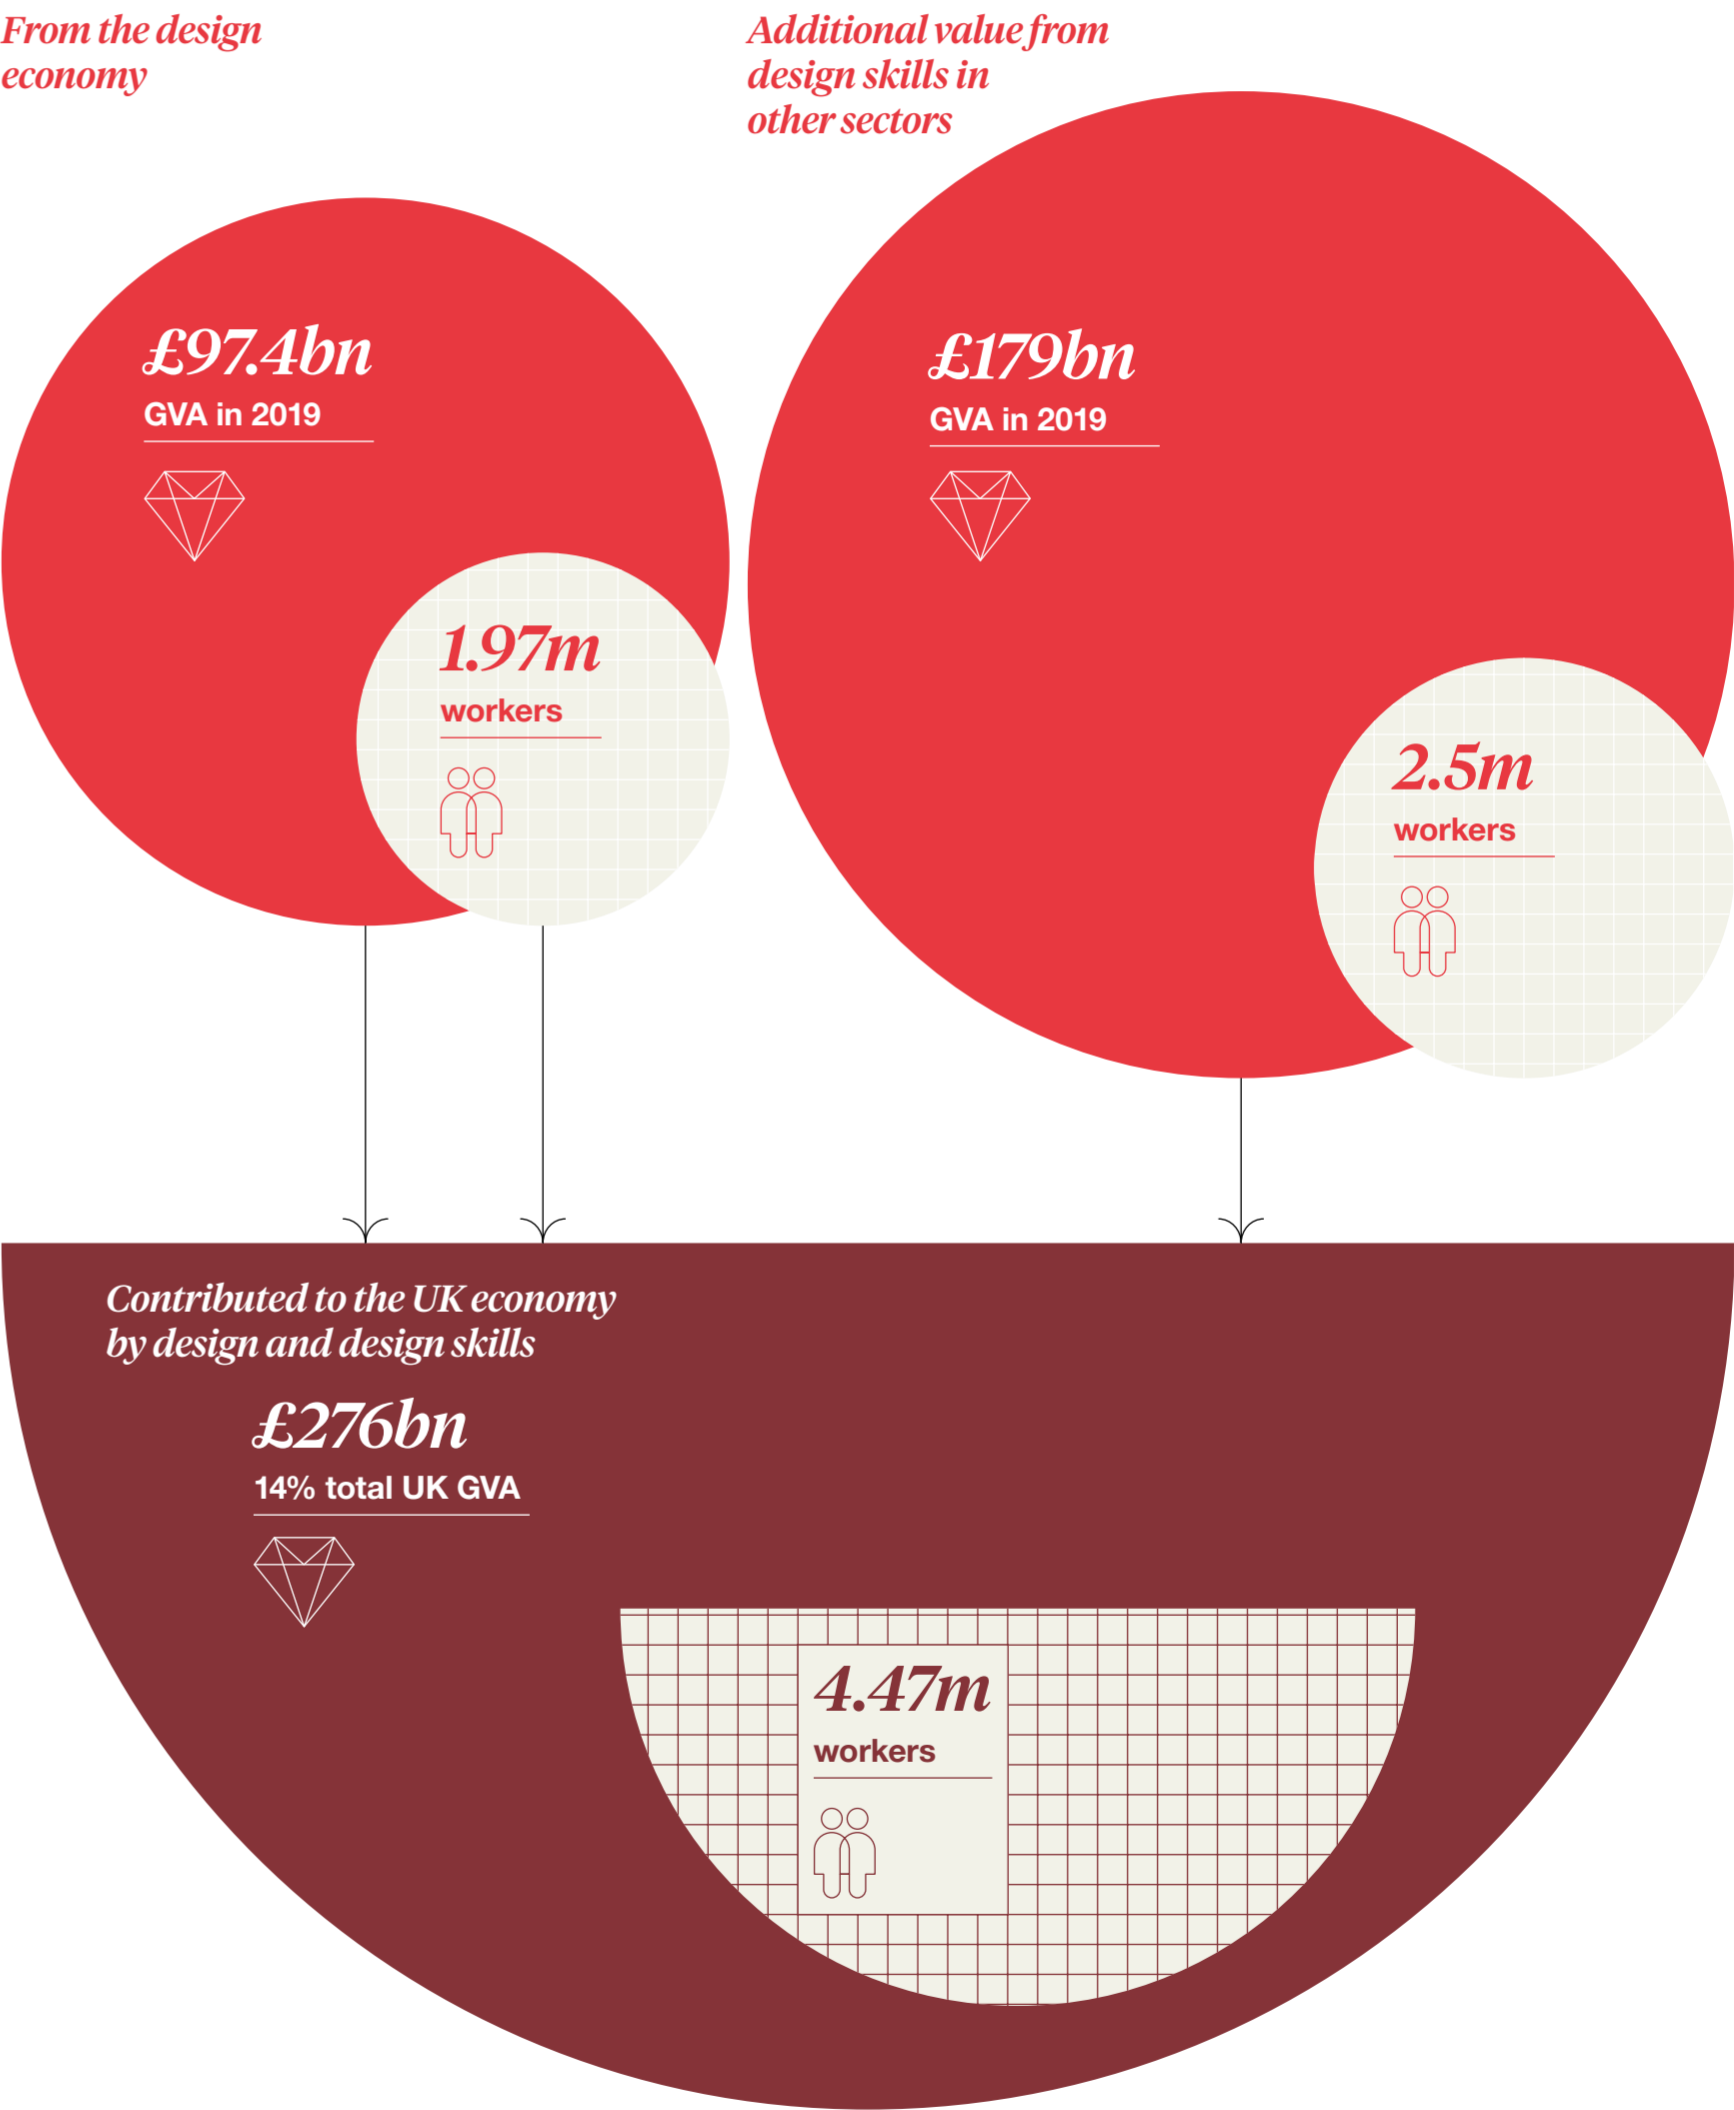 From the design
economy
£97.4bn
GVA in 2019
1.97m
workers
Additional value from
design skills in
other sectors
£179bn
GVA in 2019
2.5m
workers
Contributed to the UK economy
by design and design skills
£276bn
14% total UK GVA
4.47m
workers